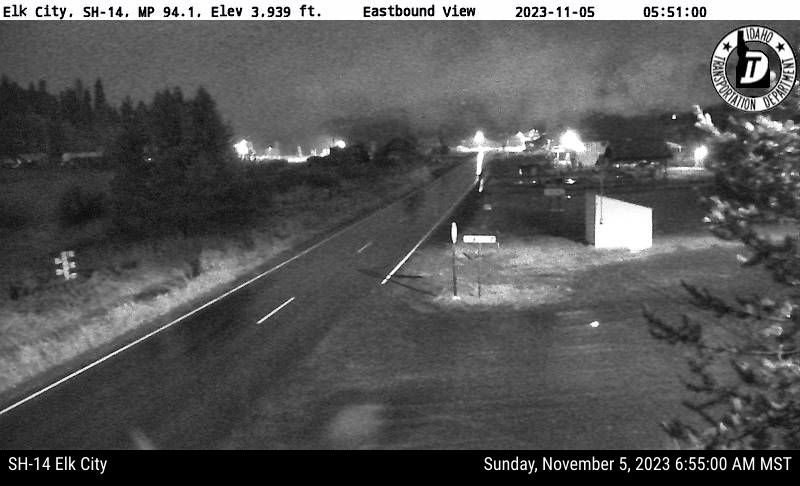 Elk City, SH-14, MP 94.1, Elev 3,939 ft. Eastbound View 2023-11-05 05:51:00
IDAHO
TRANSPORTATION DEPARTMENT
SH-14 Elk City Sunday, November 5, 2023 6:55:00 AM MST